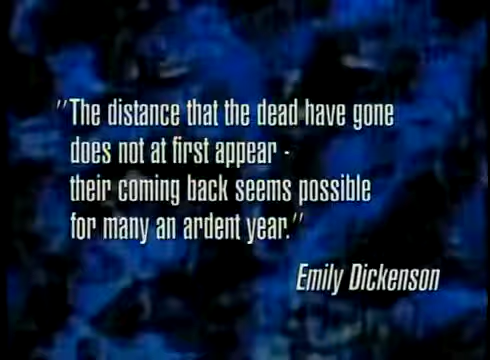 "The distance that the dead have gone
does not at first appear -
their coming back seems possible
for many an ardent year."
Emily Dickenson